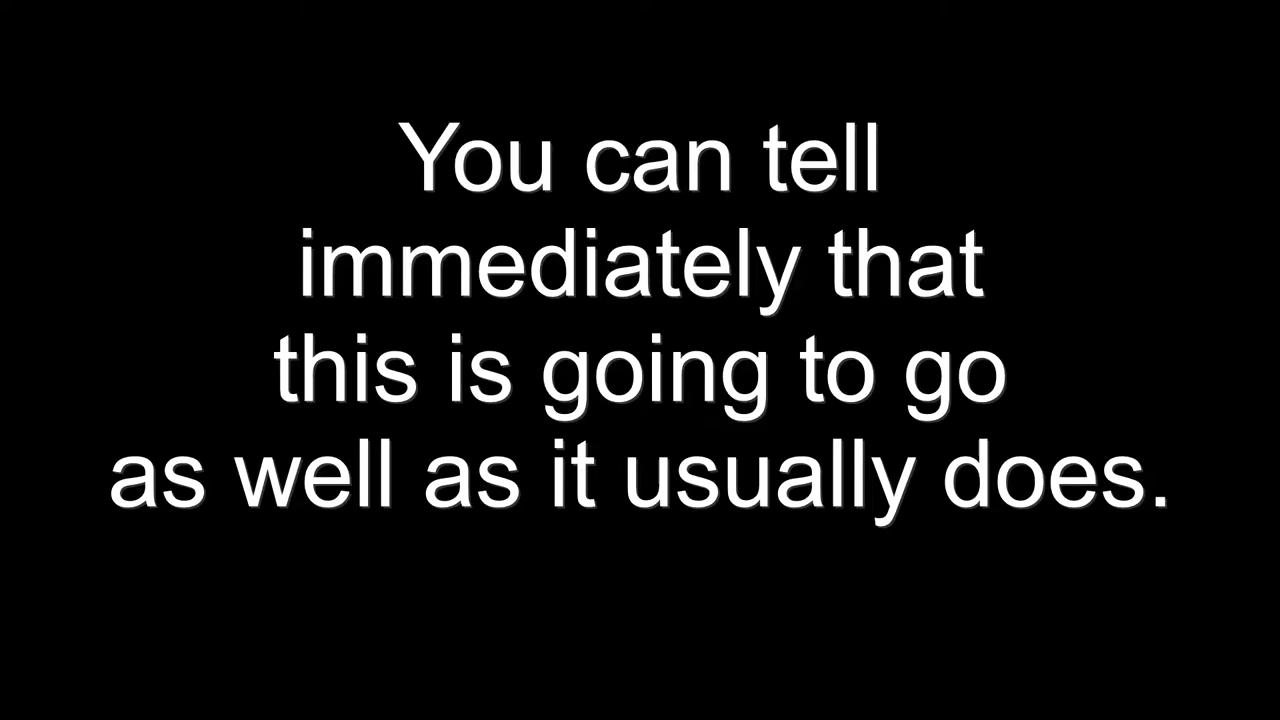 You can tell
immediately that
this is going to go
as well as it usually does.